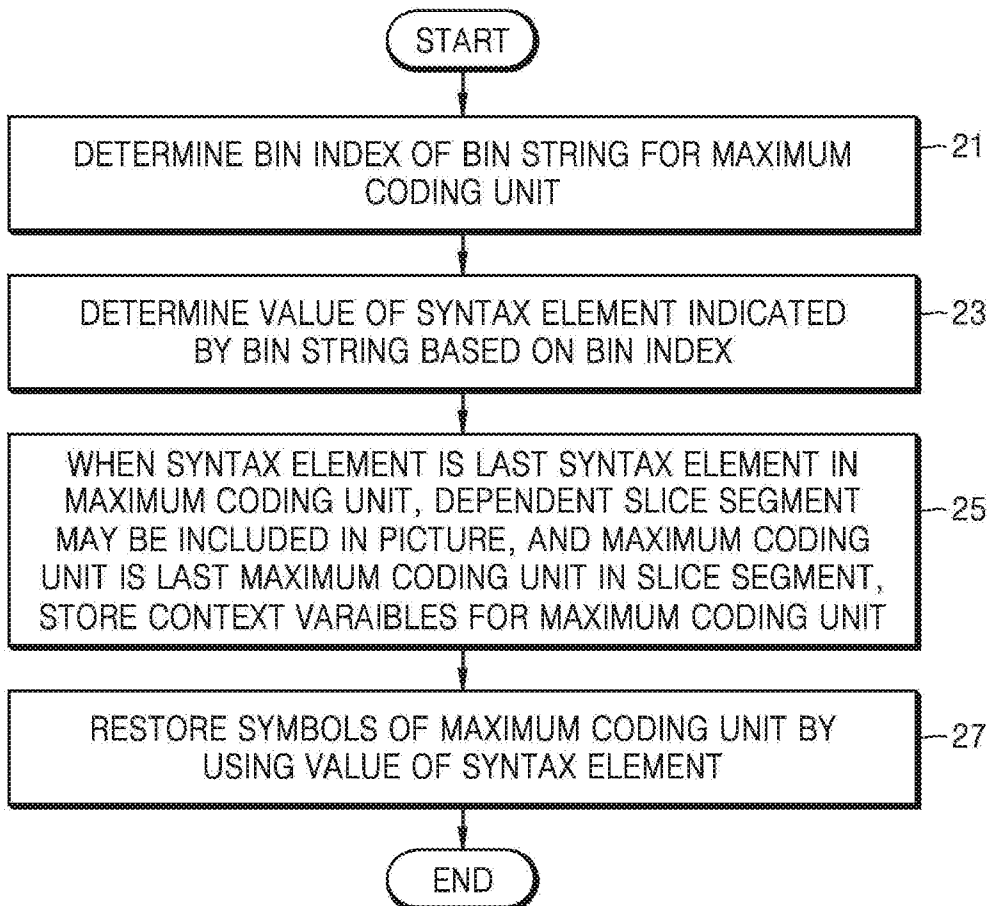 START
DETERMINE BIN INDEX OF BIN STRING FOR MAXIMUM
CODING UNIT
21
DETERMINE VALUE OF SYNTAX ELEMENT INDICATED
BY BIN STRING BASED ON BIN INDEX
23
WHEN SYNTAX ELEMENT IS LAST SYNTAX ELEMENT IN
MAXIMUM CODING UNIT, DEPENDENT SLICE SEGMENT
MAY BE INCLUDED IN PICTURE, AND MAXIMUM CODING
UNIT IS LAST MAXIMUM CODING UNIT IN SLICE SEGMENT,
STORE CONTEXT VARAIBLES FOR MAXIMUM CODING UNIT
25
RESTORE SYMBOLS OF MAXIMUM CODING UNIT BY
USING VALUE OF SYNTAX ELEMENT
27
END